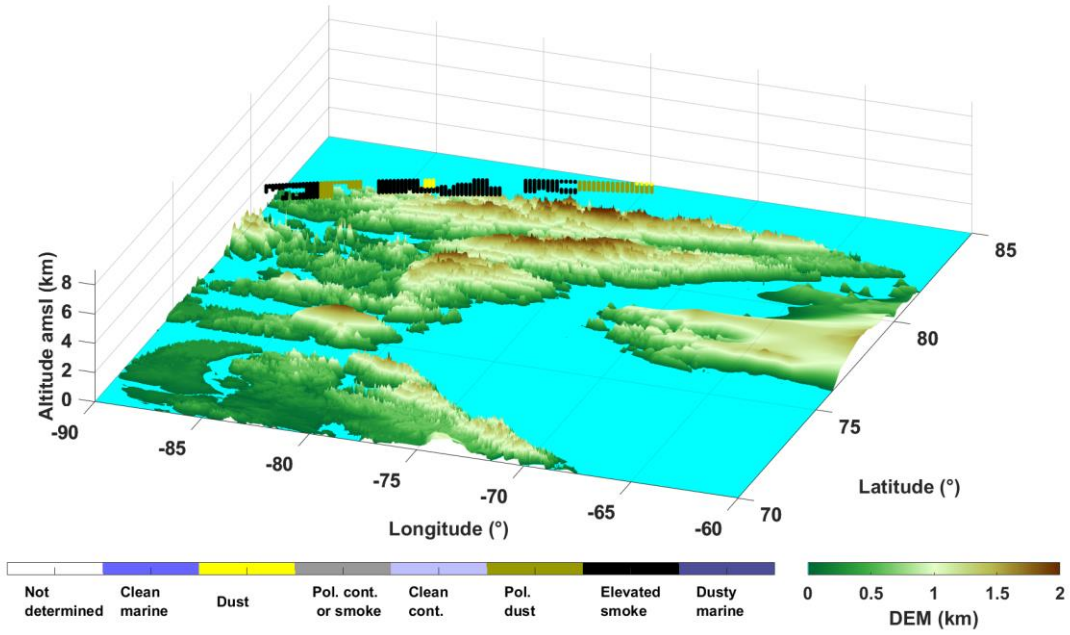 85
80
75
70
Latitude (°)
Altitude amsl (km)
8
6
4
2
0
-90
-85
-80
-75
-70
-65
-60
Longitude (°)
Not determined
Clean marine
Dust
Pol. cont. or smoke
Clean cont.
Pol. dust
Elevated smoke
Dusty marine
0 0.5 1 1.5 2
DEM (km)